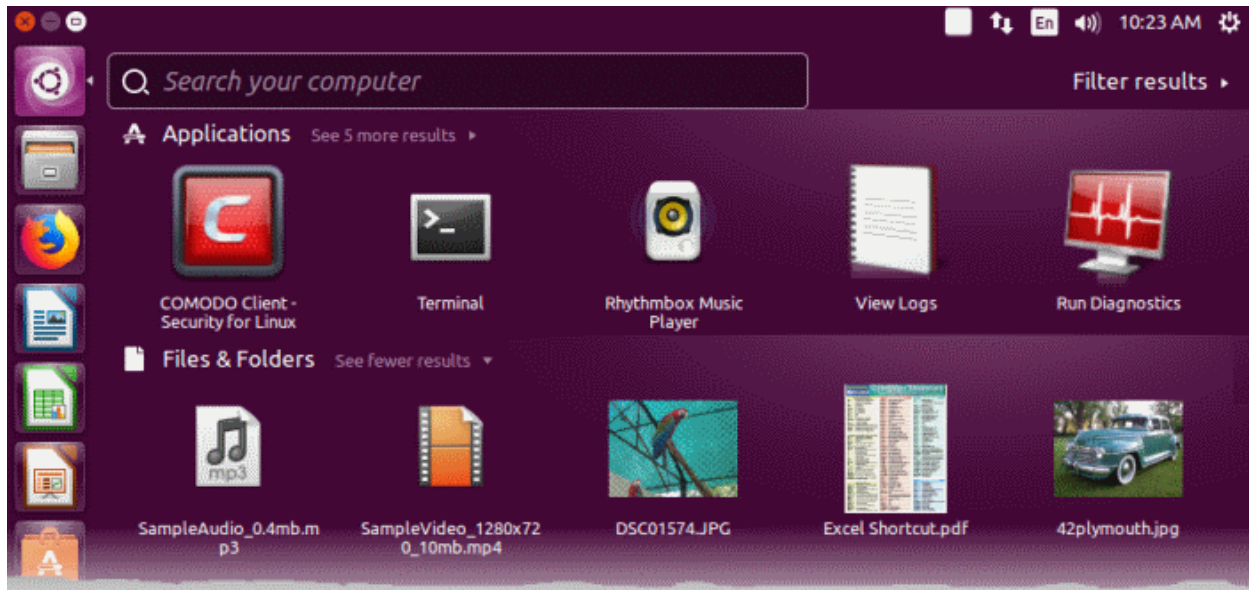 En
10:23 AM
Search your computer
Filter results
Applications See 5 more results
C
>_
COMODO Client -
Security for Linux
Terminal
Rhythmbox Music
Player
View Logs
Run Diagnostics
Files & Folders See fewer results
mp3
SampleAudio_0.4mb.m
p3
SampleVideo_1280x72
0_10mb.mp4
DSC01574.JPG
Excel Shortcut.pdf
42plymouth.jpg